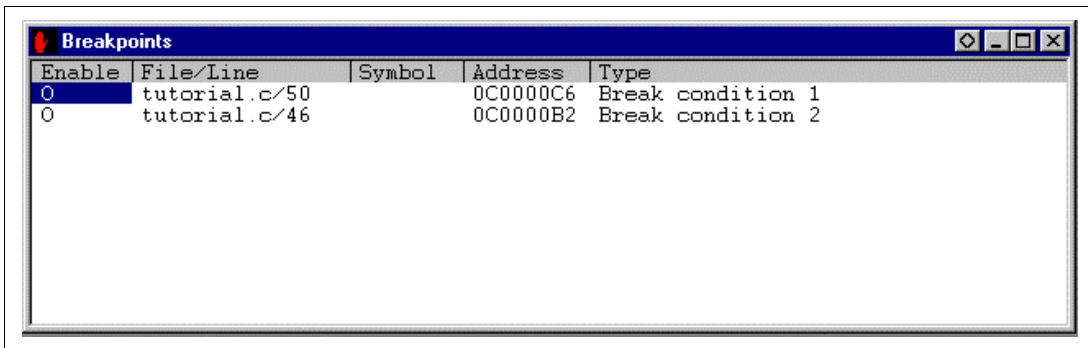 Breakpoints
Enable File/Line Symbol Address Type
O tutorial.c/50 0C0000C6 Break condition 1
O tutorial.c/46 0C0000B2 Break condition 2